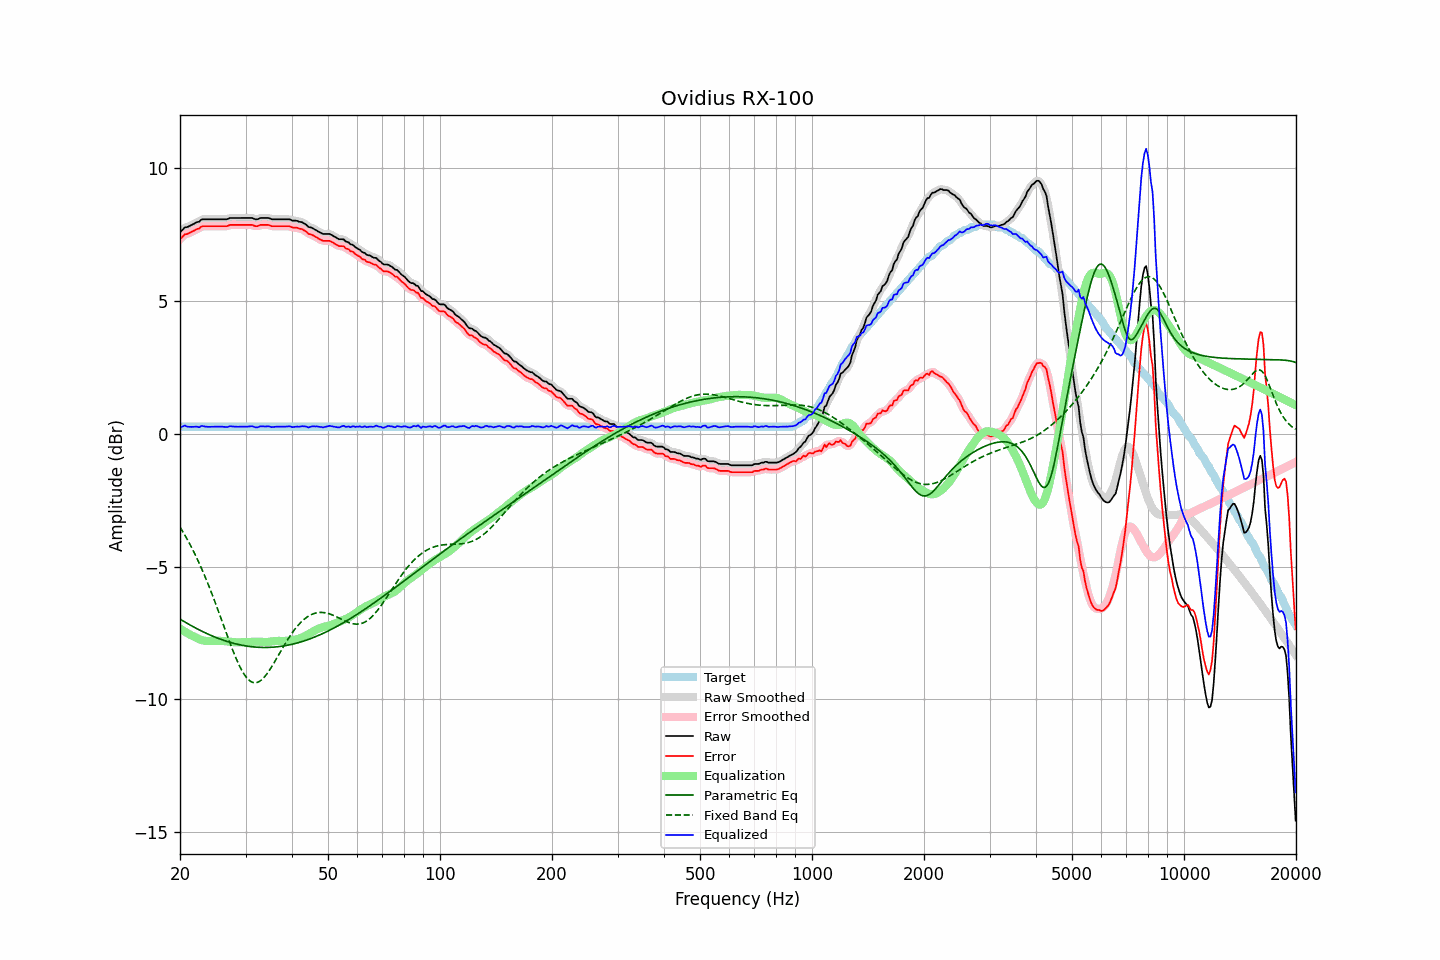 Ovidius RX-100
Amplitude (dBr)
10
5
0
−5
−10
−15
20
50
100
200
500
1000
2000
5000
10000
20000
Frequency (Hz)
Target
Raw Smoothed
Error Smoothed
Raw
Error
Equalization
Parametric Eq
Fixed Band Eq
Equalized